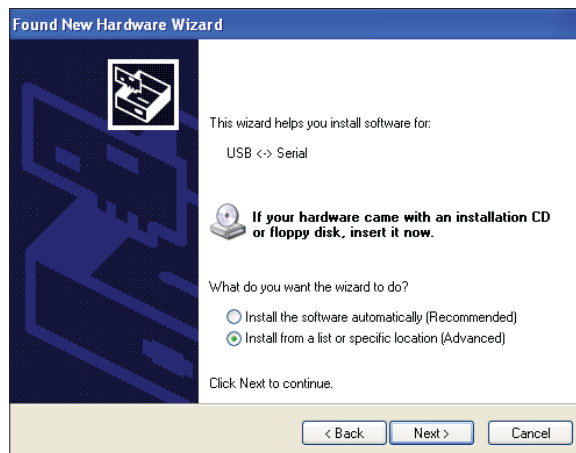 Found New Hardware Wizard
This wizard helps you install software for:
USB <-> Serial
If your hardware came with an installation CD
or floppy disk, insert it now.
What do you want the wizard to do?
Install the software automatically (Recommended)
Install from a list or specific location (Advanced)
Click Next to continue.
< Back Next > Cancel